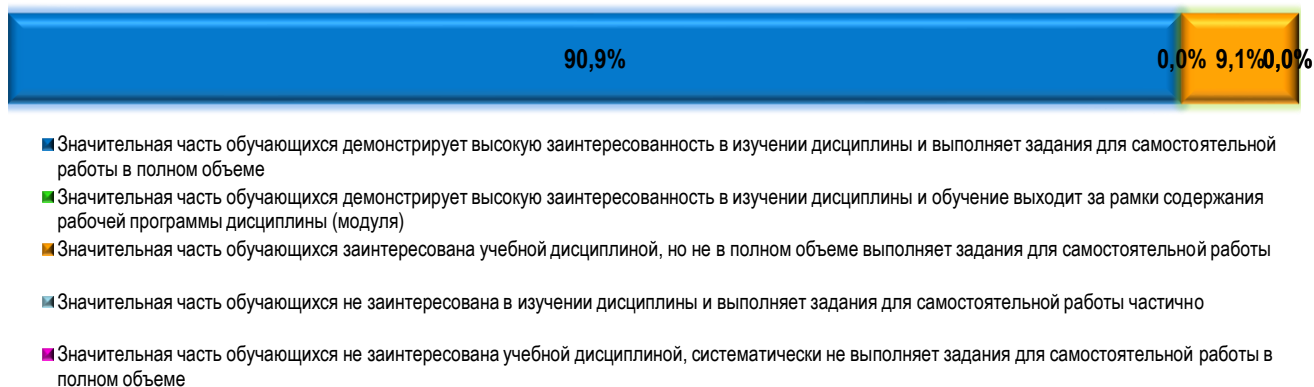 90,9% 0,0% 9,1% 0,0%
Значительная часть обучающихся демонстрирует высокую заинтересованность в изучении дисциплины и выполняет задания для самостоятельной
работы в полном объеме
Значительная часть обучающихся демонстрирует высокую заинтересованность в изучении дисциплины и обучение выходит за рамки содержания
рабочей программы дисциплины (модуля)
Значительная часть обучающихся заинтересована учебной дисциплиной, но не в полном объеме выполняет задания для самостоятельной работы
Значительная часть обучающихся не заинтересована в изучении дисциплины и выполняет задания для самостоятельной работы частично
Значительная часть обучающихся не заинтересована учебной дисциплиной, систематически не выполняет задания для самостоятельной работы в
полном объеме